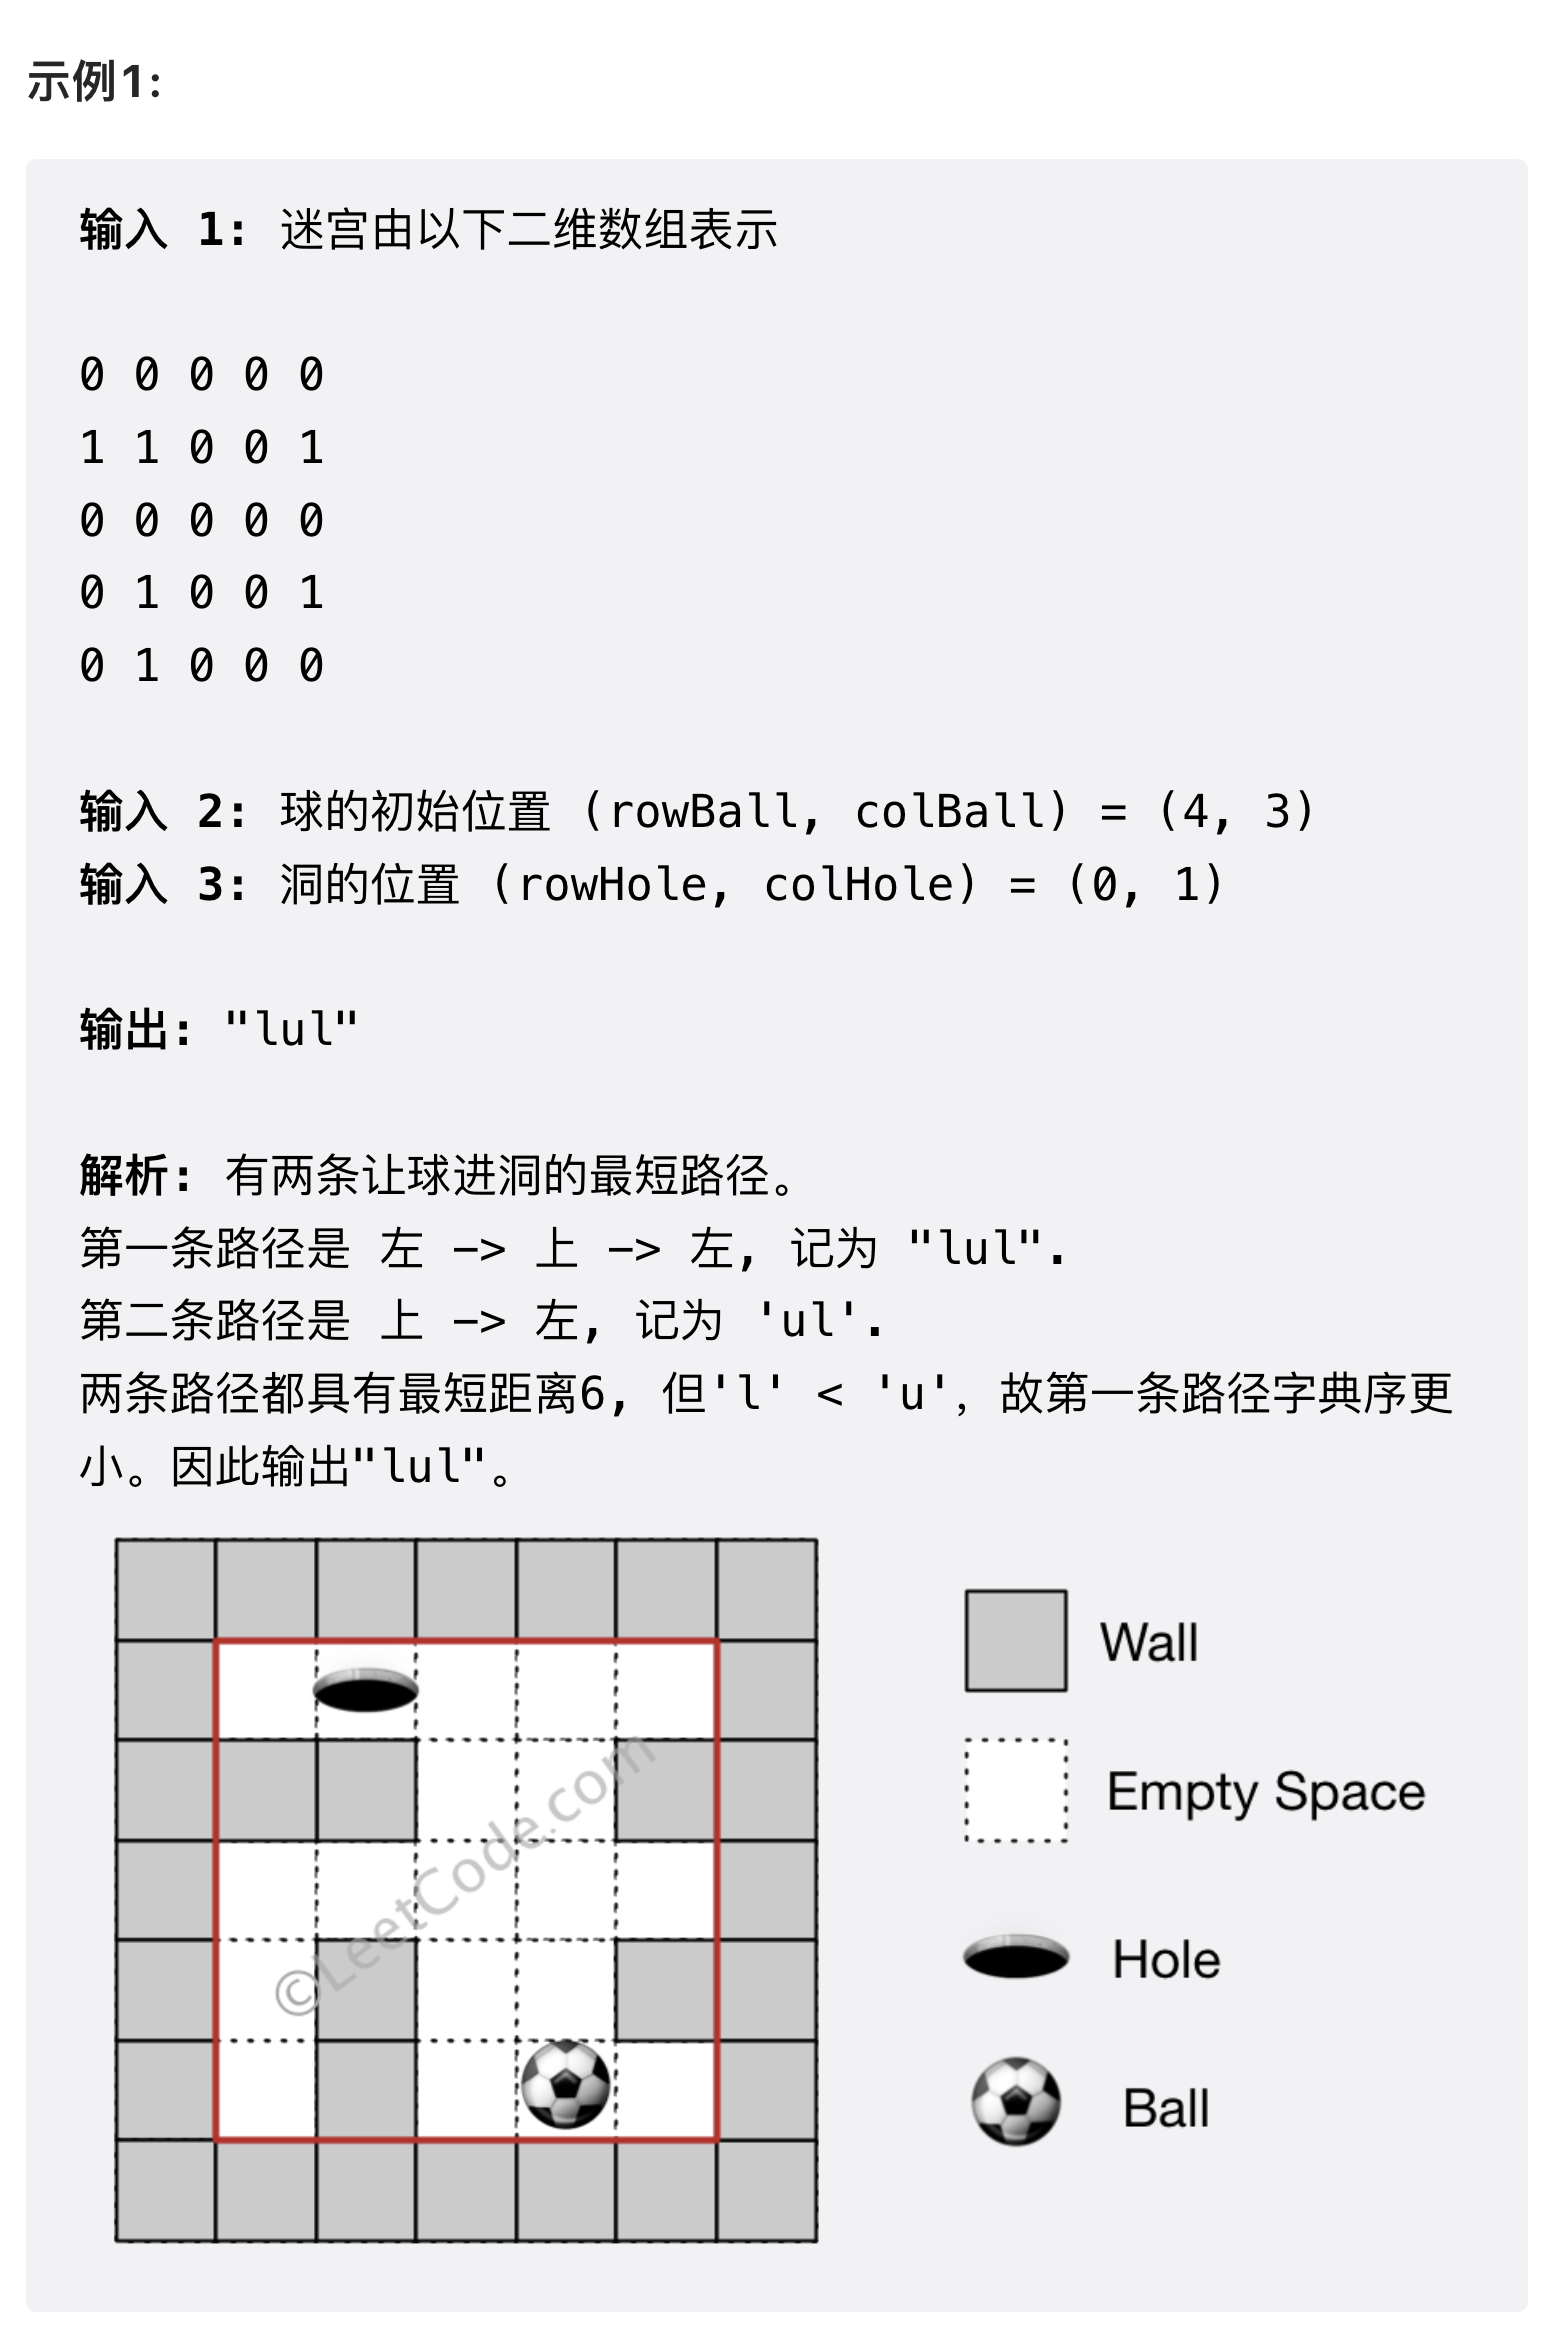 示例 1:
输入 1: 迷宫由以下二维数组表示
0 0 0 0 0
1 1 0 0 1
0 0 0 0 0
0 1 0 0 1
0 1 0 0 0
输入 2: 球的初始位置 (rowBall, colBall) = (4, 3)
输入 3: 洞的位置 (rowHole, colHole) = (0, 1)
输出: "lul"
解析: 有两条让球进洞的最短路径。
第一条路径是 左 -> 上 -> 左, 记为 "lul".
第二条路径是 上 -> 左, 记为 'ul'.
两条路径都具有最短距离6, 但'l' < 'u'，故第一条路径字典序更
小。因此输出"lul"。
Wall
Empty Space
Hole
Ball
©LeetCode.com